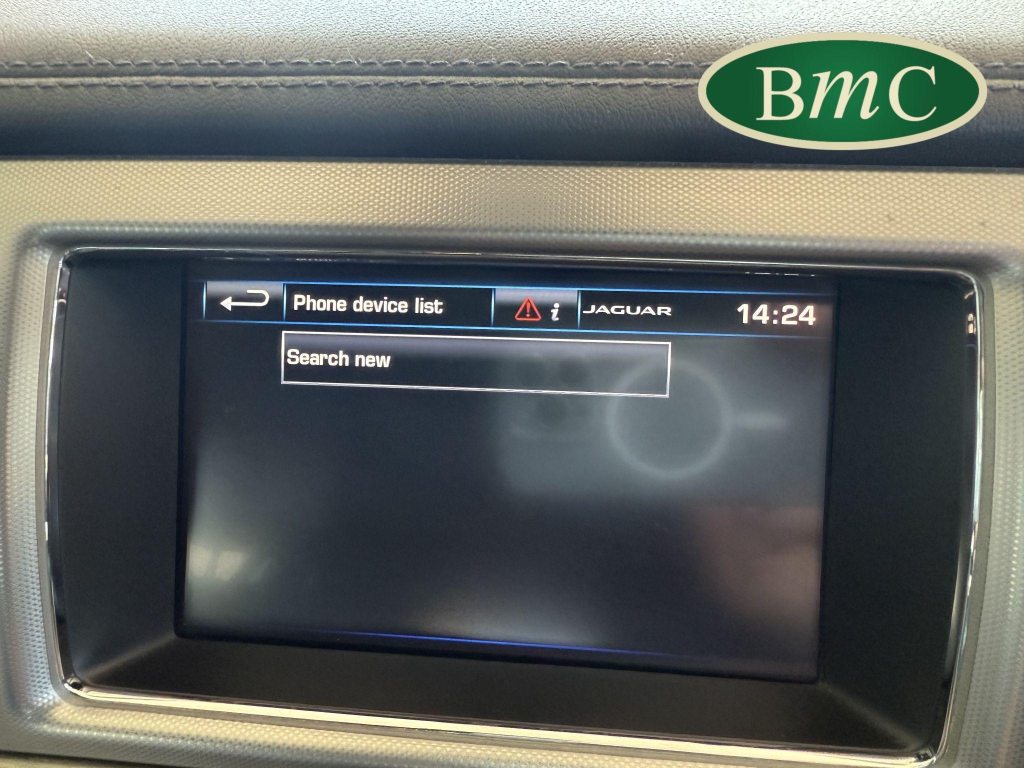 BmC
Phone device list
i
JAGUAR
14:24
Search new